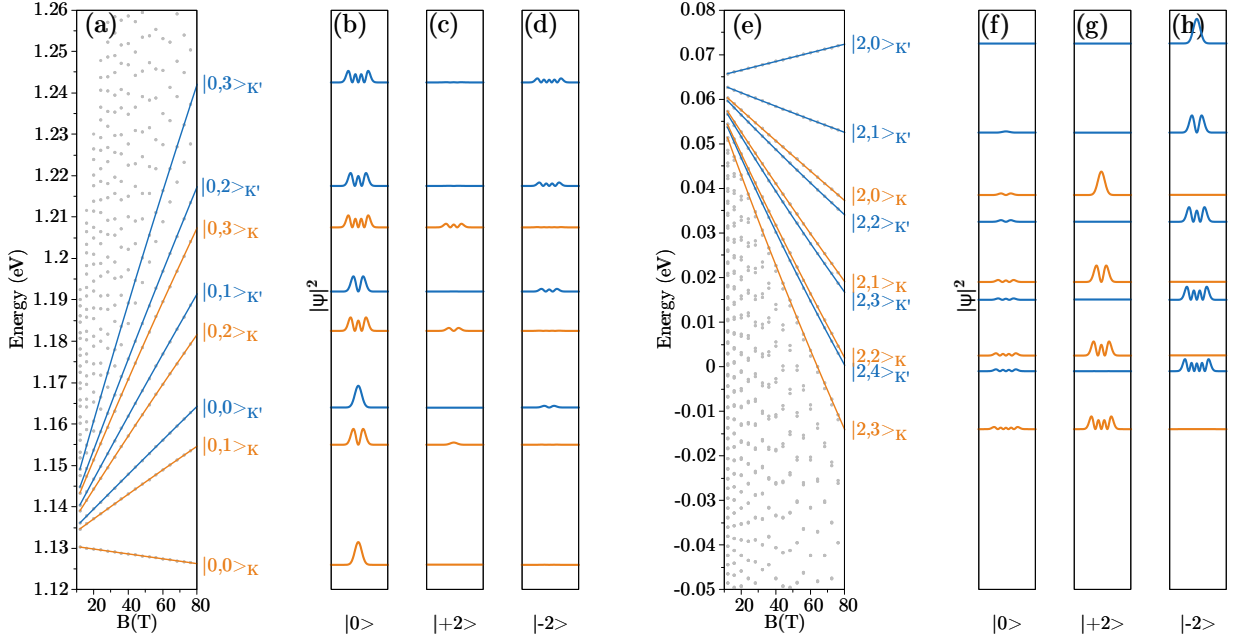 (a)
(b)
(c)
(d)
1.26
1.25
1.24
1.23
1.22
1.21
1.2
1.19
1.18
1.17
1.16
1.15
1.14
1.13
1.12
Energy (eV)
20 40 60 80
B(T)
|0,3>K'
|0,2>K'
|0,3>K
|0,1>K'
|0,2>K
|0,0>K'
|0,1>K
|0,0>K
|ψ|²
|0>
|+2>
|-2>
(e)
(f)
(g)
(h)
0.08
0.07
0.06
0.05
0.04
0.03
0.02
0.01
0
-0.01
-0.02
-0.03
-0.04
-0.05
Energy (eV)
20 40 60 80
B(T)
|2,0>K'
|2,1>K'
|2,0>K
|2,2>K'
|2,1>K
|2,3>K'
|2,2>K
|2,4>K'
|2,3>K
|ψ|²
|0>
|+2>
|-2>